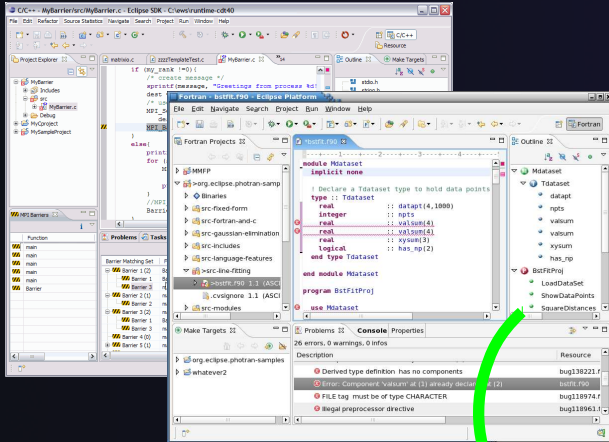 C/C++ - MyBarrier/src/MyBarrier.c - Eclipse SDK - C:\ews\runtime-cdt40
File Edit Refactor Source Statistics Navigate Search Project Run Window Help
C/C++
Resource
Project Explorer
MyBarrier
Includes
src
MyBarrier.c
Debug
MyCproject
MySampleProject
matrixo.c
zzzzTemplateTest.c
MyBarrier.c
if (my_rank !=0){
/* create message */
sprintf(message, "Greetings from process %d!
dest
/* use
MPI_S
MPI_Ba
}
else{
print
for (
M
p
}
//MPI
Barrie
Outline
Make Targets
stdio.h
string.h
MPI Barriers
Function
main
main
main
main
Barrier
Problems
Tasks
Barrier Matching Set
Barrier 1 (2)
Barrier 1
Barrier 3
Barrier 2 (1)
Barrier 2
Barrier 3 (2)
Barrier 1
Barrier 3
Barrier 4 (0)
Barrier 5 (1)
Fortran - bstfit.f90 - Eclipse Platform
File Edit Navigate Search Project Run Window Help
Fortran
Fortran Projects
MMFP
>org.eclipse.photran-samp
Binaries
src-fixed-form
src-fortran-and-c
src-gaussian-elimination
src-includes
src-language-features
>src-line-fitting
>bstfit.f90 1.1 (ASCI
.cvsignore 1.1 (ASCI
src-modules
*bstfit.f90
module Mdataset
implicit none
! Declare a Tdataset type to hold data points
type :: Tdataset
real :: datapt(4,1000)
integer :: npts
real :: valsum(4)
real :: valsum(4)
real :: xysum(3)
logical :: has_np(2)
end type Tdataset
end module Mdataset
program BstFitProj
use Mdataset
Outline
Mdataset
Tdataset
datapt
npts
valsum
valsum
xysum
has_np
BstFitProj
LoadDataSet
ShowDataPoints
SquareDistances
Make Targets
org.eclipse.photran-samples
whatever2
Problems Console Properties
26 errors, 0 warnings, 0 infos
Description Resource
Derived type definition has no components bug138221.f
Error: Component 'valsum' at (1) already declared at (2) bstfit.f90
FILE tag must be of type CHARACTER bug118974.f
Illegal preprocessor directive bug118961.f